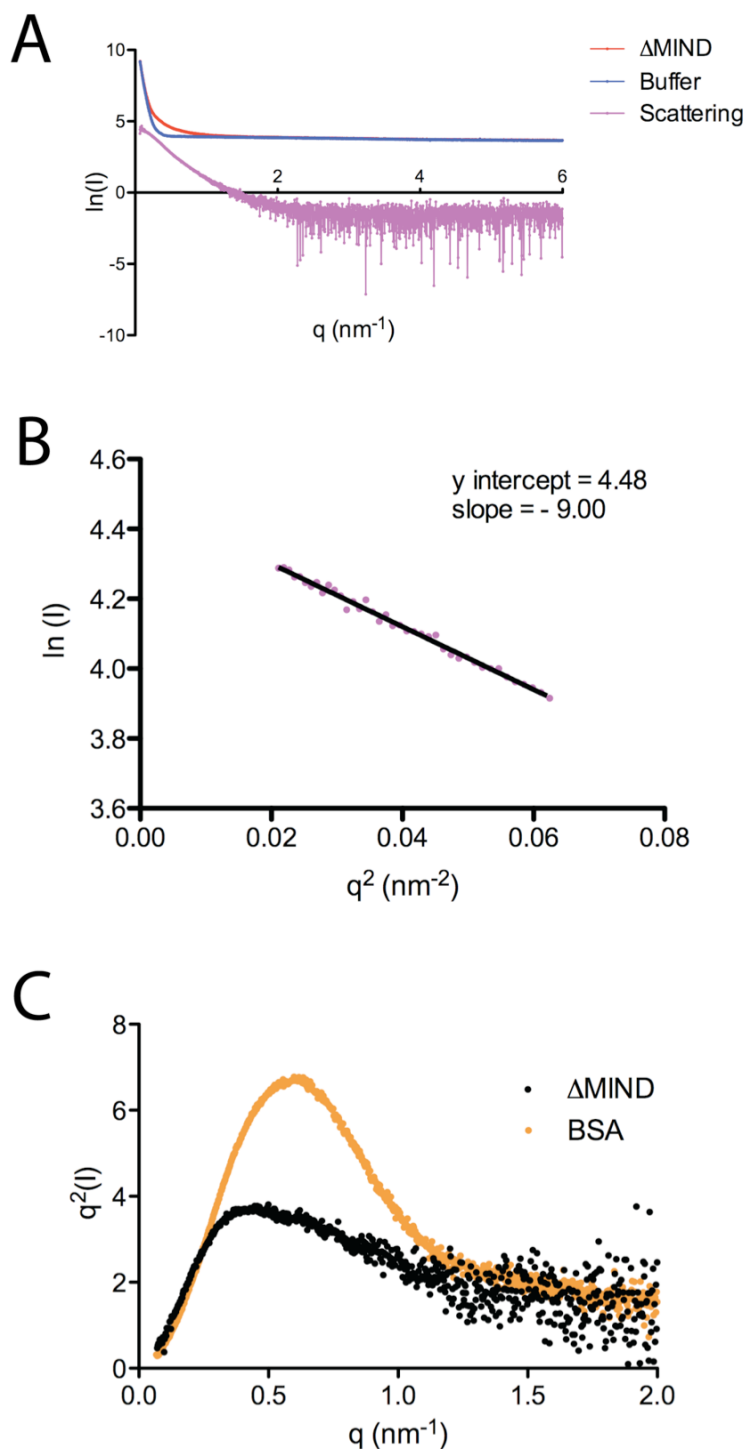 A
10
5
0
-5
-10
ln(I)
2
4
6
q (nm⁻¹)
ΔMIND
Buffer
Scattering
B
4.6
4.4
4.2
4.0
3.8
3.6
ln (I)
y intercept = 4.48
slope = - 9.00
0.00
0.02
0.04
0.06
0.08
q² (nm⁻²)
C
8
6
4
2
0
q²(I)
ΔMIND
BSA
0.0
0.5
1.0
1.5
2.0
q (nm⁻¹)